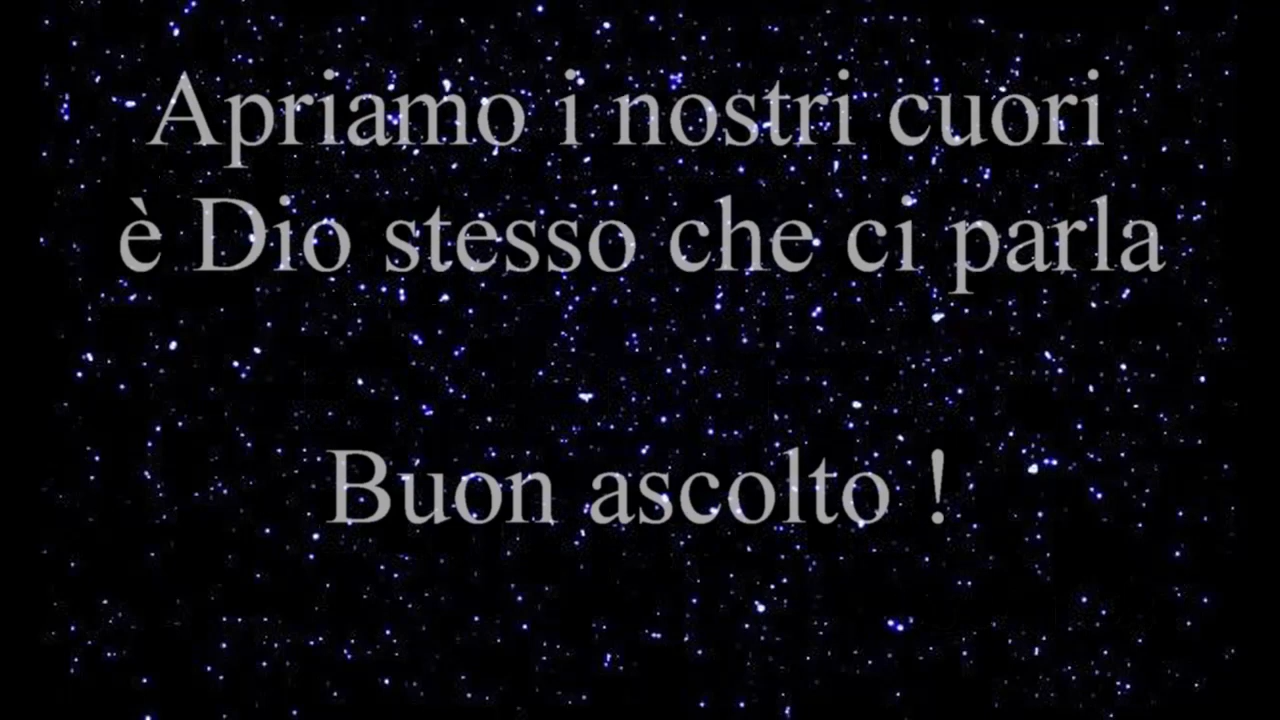 Apriamo i nostri cuori
è Dio stesso che ci parla
Buon ascolto !